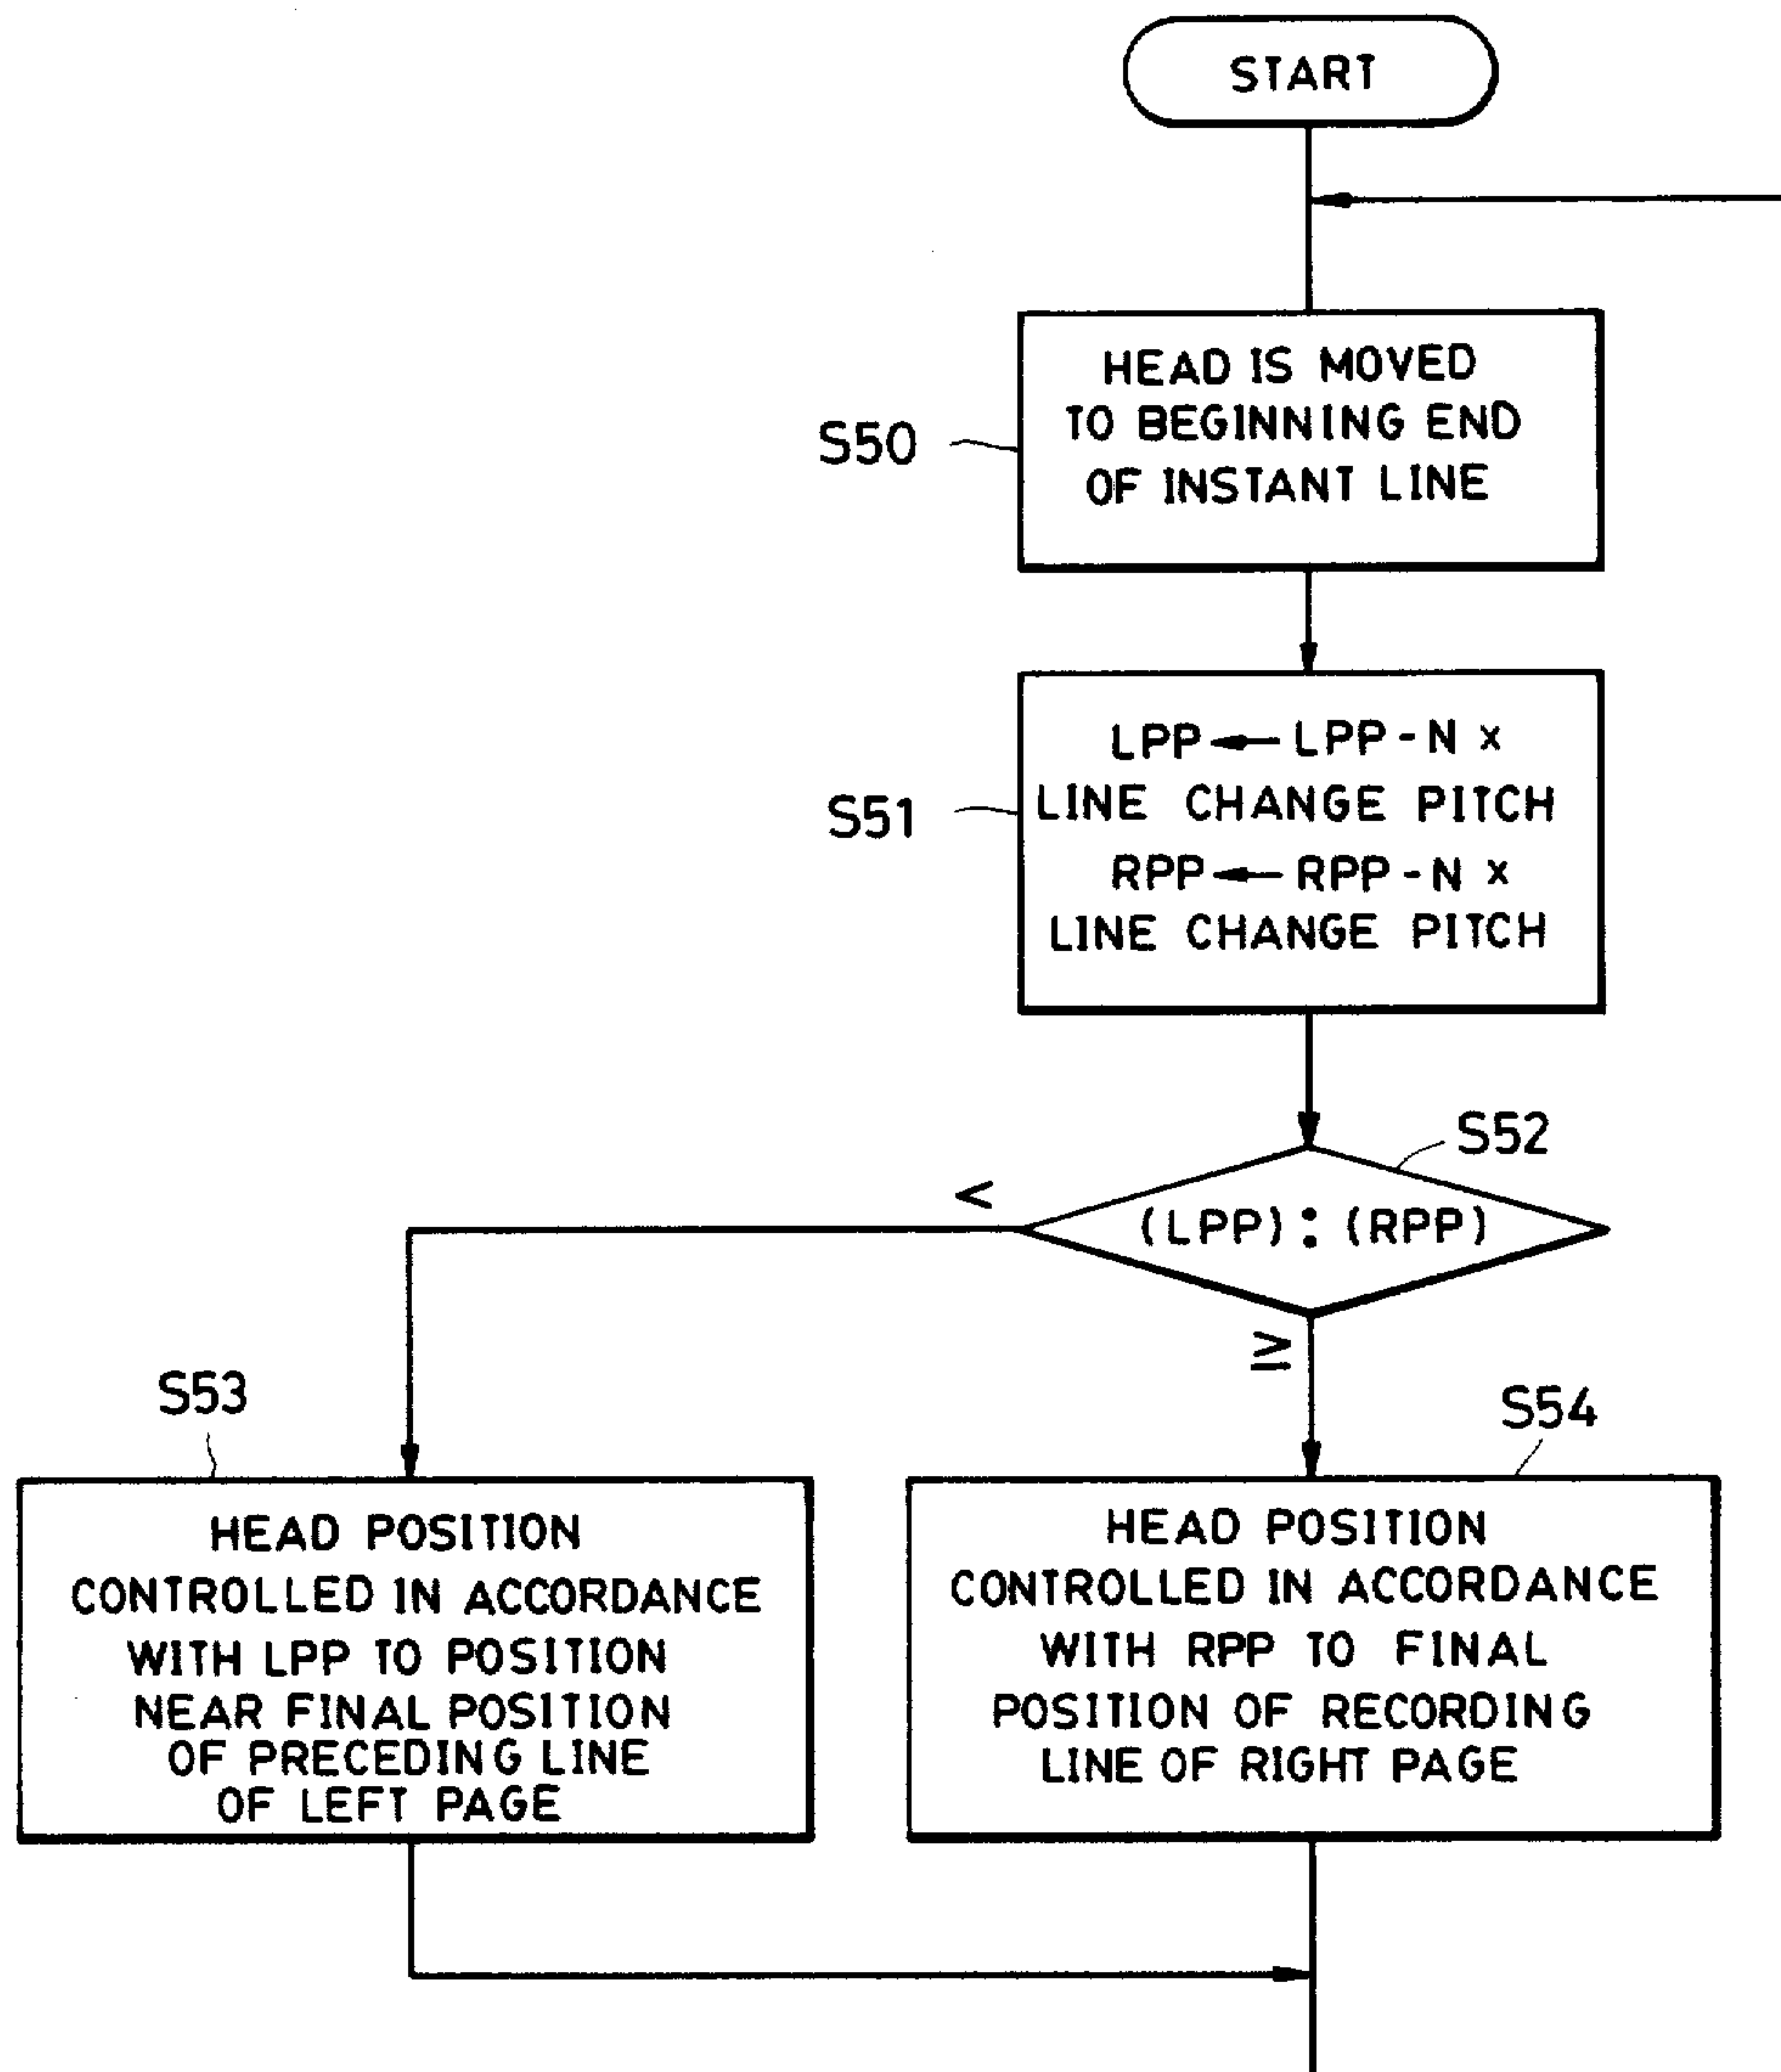 START
HEAD IS MOVED
TO BEGINNING END
OF INSTANT LINE
S50
LPP ← LPP - N ×
LINE CHANGE PITCH
RPP ← RPP - N ×
LINE CHANGE PITCH
S51
S52
(LPP) : (RPP)
<
≥
S53
HEAD POSITION
CONTROLLED IN ACCORDANCE
WITH LPP TO POSITION
NEAR FINAL POSITION
OF PRECEDING LINE
OF LEFT PAGE
S54
HEAD POSITION
CONTROLLED IN ACCORDANCE
WITH RPP TO FINAL
POSITION OF RECORDING
LINE OF RIGHT PAGE